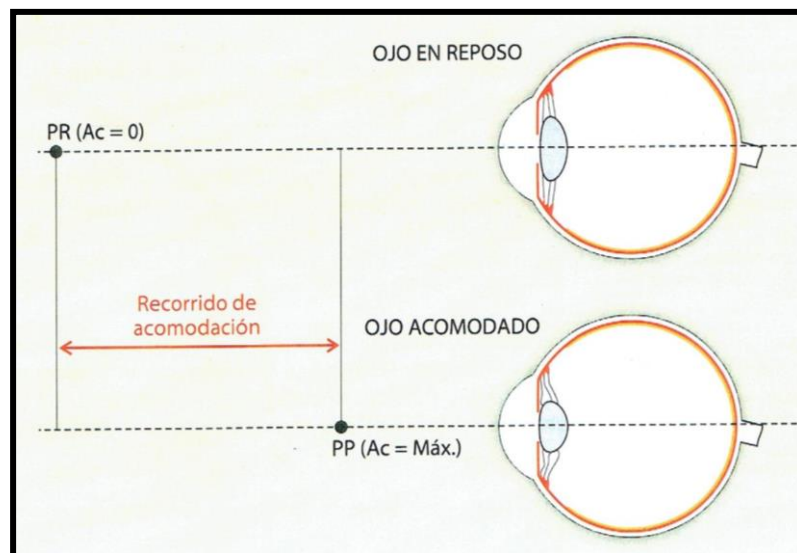 OJO EN REPOSO
PR (Ac = 0)
Recorrido de
acomodación
OJO ACOMODADO
PP (Ac = Máx.)